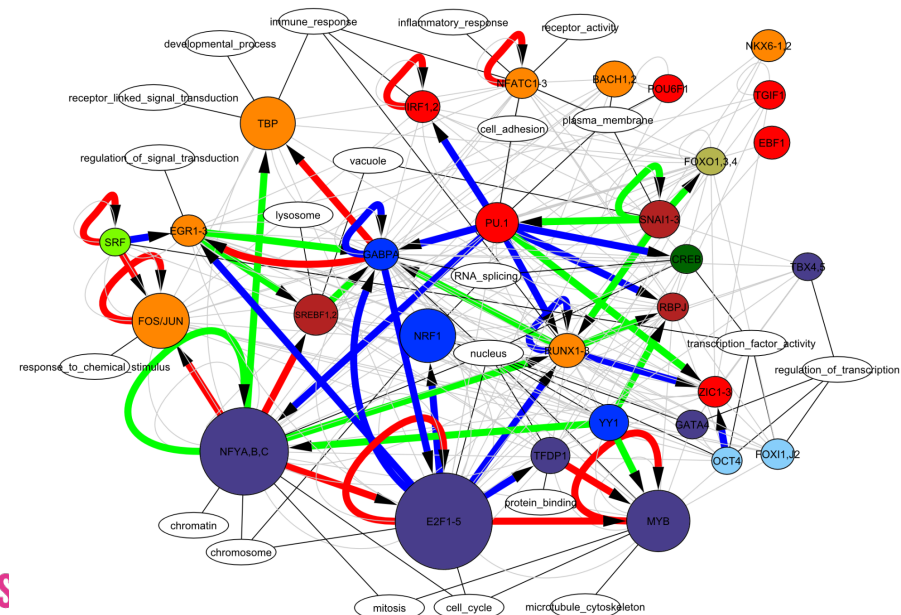 immune_response
inflammatory_response
receptor_activity
developmental_process
NKX6-1,2
receptor_linked_signal_transduction
NFATC1-3
BACH1,2
POU6F1
TGIF1
IRF1,2
TBP
cell_adhesion
plasma_membrane
EBF1
regulation_of_signal_transduction
vacuole
FOXO1,3,4
lysosome
SRF
EGR1-3
PU.1
SNAI1-3
GABPA
CREB
TBX4,5
RNA_splicing
FOS/JUN
SREBF1,2
RBPJ
NRF1
nucleus
RUNX1-3
transcription_factor_activity
response_to_chemical_stimulus
regulation_of_transcription
ZIC1-3
YY1
GATA4
NFYA,B,C
TFDP1
OCT4
FOXI1,J2
protein_binding
chromatin
E2F1-5
MYB
chromosome
S
mitosis
cell_cycle
microtubule_cytoskeleton